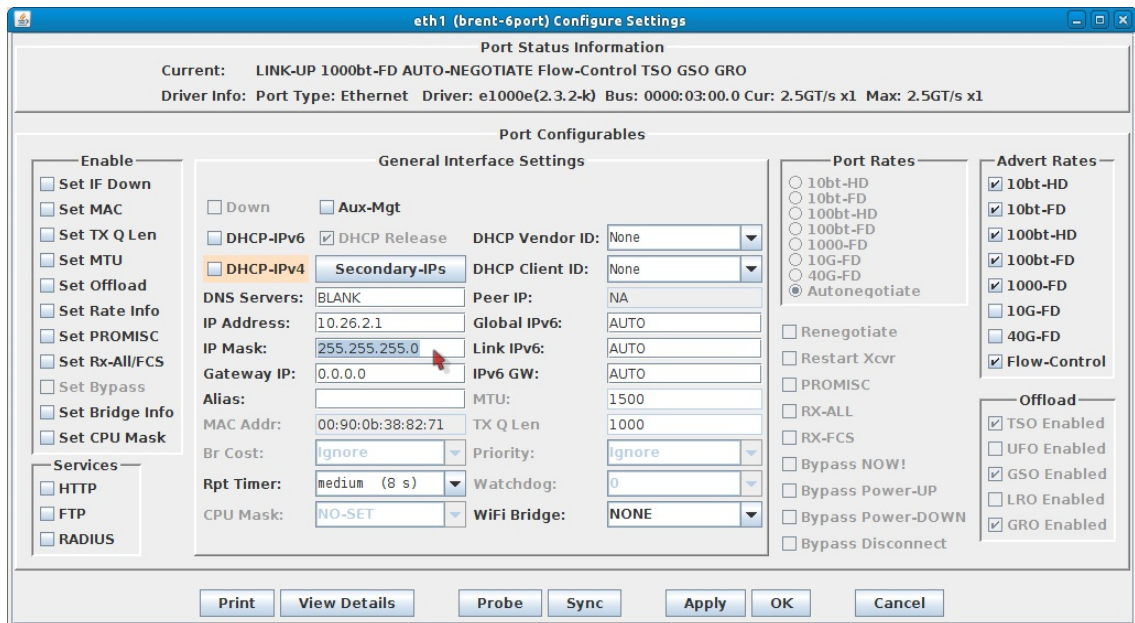 eth1 (brent-6port) Configure Settings
Port Status Information
Current: LINK-UP 1000bt-FD AUTO-NEGOTIATE Flow-Control TSO GSO GRO
Driver Info: Port Type: Ethernet Driver: e1000e(2.3.2-k) Bus: 0000:03:00.0 Cur: 2.5GT/s x1 Max: 2.5GT/s x1
Port Configurables
Enable
Set IF Down
Set MAC
Set TX Q Len
Set MTU
Set Offload
Set Rate Info
Set PROMISC
Set Rx-All/FCS
Set Bypass
Set Bridge Info
Set CPU Mask
Services
HTTP
FTP
RADIUS
General Interface Settings
Down Aux-Mgt
DHCP-IPv6 DHCP Release DHCP Vendor ID: None
DHCP-IPv4 Secondary-IPs DHCP Client ID: None
DNS Servers: BLANK Peer IP: NA
IP Address: 10.26.2.1 Global IPv6: AUTO
IP Mask: 255.255.255.0 Link IPv6: AUTO
Gateway IP: 0.0.0.0 IPv6 GW: AUTO
Alias: MTU: 1500
MAC Addr: 00:90:0b:38:82:71 TX Q Len 1000
Br Cost: Ignore Priority: Ignore
Rpt Timer: medium (8 s) Watchdog: 0
CPU Mask: NO-SET WiFi Bridge: NONE
Port Rates
10bt-HD
10bt-FD
100bt-HD
100bt-FD
1000-FD
10G-FD
40G-FD
Autonegotiate
Renegotiate
Restart Xcvr
PROMISC
RX-ALL
RX-FCS
Bypass NOW!
Bypass Power-UP
Bypass Power-DOWN
Bypass Disconnect
Advert Rates
10bt-HD
10bt-FD
100bt-HD
100bt-FD
1000-FD
10G-FD
40G-FD
Flow-Control
Offload
TSO Enabled
UFO Enabled
GSO Enabled
LRO Enabled
GRO Enabled
Print View Details Probe Sync Apply OK Cancel